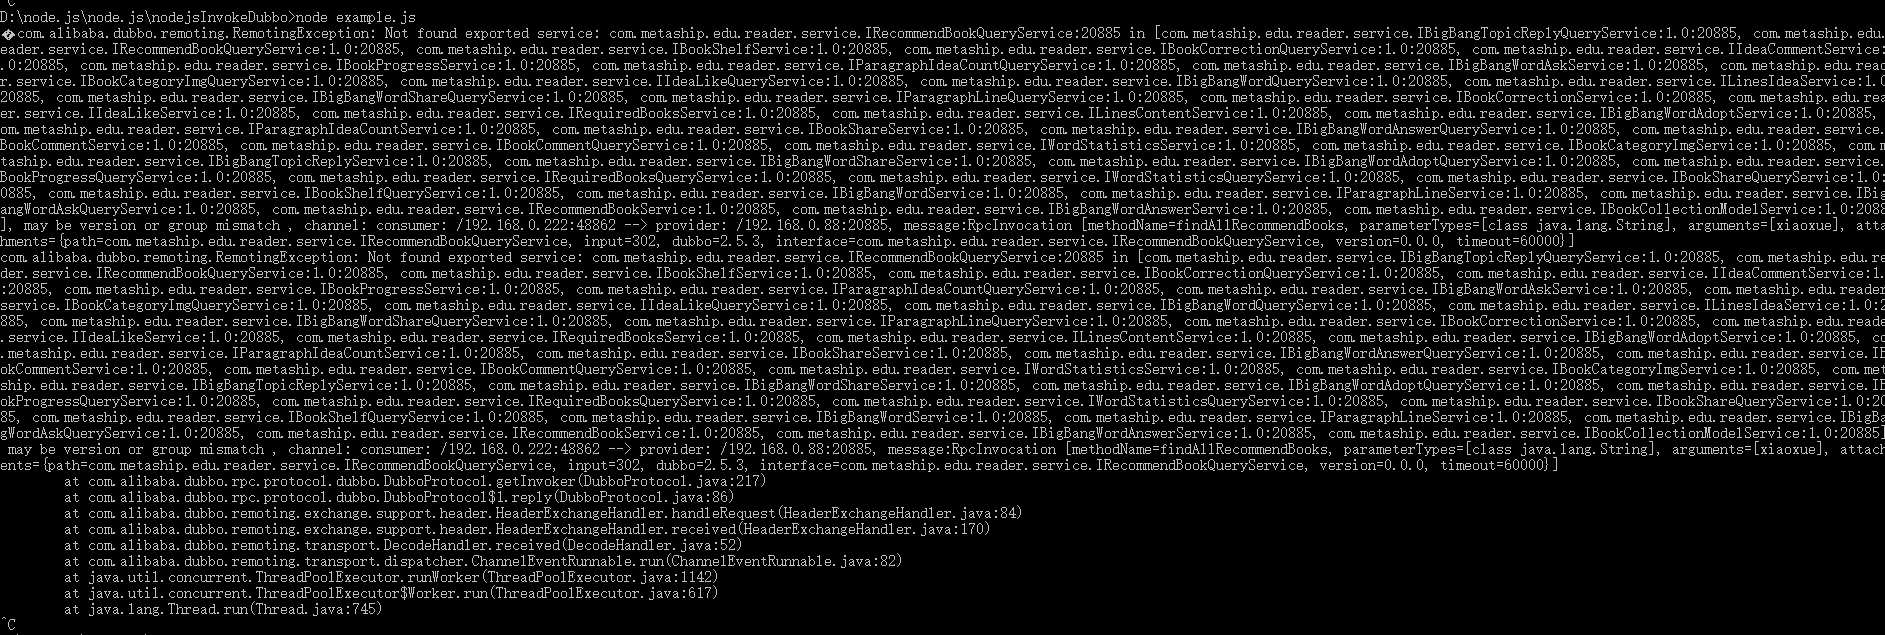 ^C
D:\node.js\node.js\nodejsInvokeDubbo>node example.js
�com.alibaba.dubbo.remoting.RemotingException: Not found exported service: com.metaship.edu.reader.service.IRecommendBookQueryService:20885 in [com.metaship.edu.reader.service.IBigBangTopicReplyQueryService:1.0:20885, com.metaship.edu.r
eader.service.IRecommendBookQueryService:1.0:20885, com.metaship.edu.reader.service.IBookShelfService:1.0:20885, com.metaship.edu.reader.service.IBookCorrectionQueryService:1.0:20885, com.metaship.edu.reader.service.IIdeaCommentService:1
.0:20885, com.metaship.edu.reader.service.IBookProgressService:1.0:20885, com.metaship.edu.reader.service.IParagraphIdeaCountQueryService:1.0:20885, com.metaship.edu.reader.service.IBigBangWordAskService:1.0:20885, com.metaship.edu.reade
r.service.IBookCategoryImgQueryService:1.0:20885, com.metaship.edu.reader.service.IIdeaLikeQueryService:1.0:20885, com.metaship.edu.reader.service.IBigBangWordQueryService:1.0:20885, com.metaship.edu.reader.service.ILinesIdeaService:1.0:
20885, com.metaship.edu.reader.service.IBigBangWordShareQueryService:1.0:20885, com.metaship.edu.reader.service.IParagraphLineQueryService:1.0:20885, com.metaship.edu.reader.service.IBookCorrectionService:1.0:20885, com.metaship.edu.read
er.service.IIdeaLikeService:1.0:20885, com.metaship.edu.reader.service.IRequiredBooksService:1.0:20885, com.metaship.edu.reader.service.ILinesContentService:1.0:20885, com.metaship.edu.reader.service.IBigBangWordAdoptService:1.0:20885, c
om.metaship.edu.reader.service.IParagraphIdeaCountService:1.0:20885, com.metaship.edu.reader.service.IBookShareService:1.0:20885, com.metaship.edu.reader.service.IBigBangWordAnswerQueryService:1.0:20885, com.metaship.edu.reader.service.I
BookCommentService:1.0:20885, com.metaship.edu.reader.service.IBookCommentQueryService:1.0:20885, com.metaship.edu.reader.service.IWordStatisticsService:1.0:20885, com.metaship.edu.reader.service.IBookCategoryImgService:1.0:20885, com.me
taship.edu.reader.service.IBigBangTopicReplyService:1.0:20885, com.metaship.edu.reader.service.IBigBangWordShareService:1.0:20885, com.metaship.edu.reader.service.IBigBangWordAdoptQueryService:1.0:20885, com.metaship.edu.reader.service.I
BookProgressQueryService:1.0:20885, com.metaship.edu.reader.service.IRequiredBooksQueryService:1.0:20885, com.metaship.edu.reader.service.IWordStatisticsQueryService:1.0:20885, com.metaship.edu.reader.service.IBookShareQueryService:1.0:2
0885, com.metaship.edu.reader.service.IBookShelfQueryService:1.0:20885, com.metaship.edu.reader.service.IBigBangWordService:1.0:20885, com.metaship.edu.reader.service.IParagraphLineService:1.0:20885, com.metaship.edu.reader.service.IBigB
angWordAskQueryService:1.0:20885, com.metaship.edu.reader.service.IRecommendBookService:1.0:20885, com.metaship.edu.reader.service.IBigBangWordAnswerService:1.0:20885, com.metaship.edu.reader.service.IBookCollectionModelService:1.0:20885
], may be version or group mismatch , channel: consumer: /192.168.0.222:48862 --> provider: /192.168.0.88:20885, message:RpcInvocation [methodName=findAllRecommendBooks, parameterTypes=[class java.lang.String], arguments=[xiaoxue], attac
hments={path=com.metaship.edu.reader.service.IRecommendBookQueryService, input=302, dubbo=2.5.3, interface=com.metaship.edu.reader.service.IRecommendBookQueryService, version=0.0.0, timeout=60000}]
com.alibaba.dubbo.remoting.RemotingException: Not found exported service: com.metaship.edu.reader.service.IRecommendBookQueryService:20885 in [com.metaship.edu.reader.service.IBigBangTopicReplyQueryService:1.0:20885, com.metaship.edu.rea
der.service.IRecommendBookQueryService:1.0:20885, com.metaship.edu.reader.service.IBookShelfService:1.0:20885, com.metaship.edu.reader.service.IBookCorrectionQueryService:1.0:20885, com.metaship.edu.reader.service.IIdeaCommentService:1.0
:20885, com.metaship.edu.reader.service.IBookProgressService:1.0:20885, com.metaship.edu.reader.service.IParagraphIdeaCountQueryService:1.0:20885, com.metaship.edu.reader.service.IBigBangWordAskService:1.0:20885, com.metaship.edu.reader.
service.IBookCategoryImgQueryService:1.0:20885, com.metaship.edu.reader.service.IIdeaLikeQueryService:1.0:20885, com.metaship.edu.reader.service.IBigBangWordQueryService:1.0:20885, com.metaship.edu.reader.service.ILinesIdeaService:1.0:20
885, com.metaship.edu.reader.service.IBigBangWordShareQueryService:1.0:20885, com.metaship.edu.reader.service.IParagraphLineQueryService:1.0:20885, com.metaship.edu.reader.service.IBookCorrectionService:1.0:20885, com.metaship.edu.reader
.service.IIdeaLikeService:1.0:20885, com.metaship.edu.reader.service.IRequiredBooksService:1.0:20885, com.metaship.edu.reader.service.ILinesContentService:1.0:20885, com.metaship.edu.reader.service.IBigBangWordAdoptService:1.0:20885, com
.metaship.edu.reader.service.IParagraphIdeaCountService:1.0:20885, com.metaship.edu.reader.service.IBookShareService:1.0:20885, com.metaship.edu.reader.service.IBigBangWordAnswerQueryService:1.0:20885, com.metaship.edu.reader.service.IBo
okCommentService:1.0:20885, com.metaship.edu.reader.service.IBookCommentQueryService:1.0:20885, com.metaship.edu.reader.service.IWordStatisticsService:1.0:20885, com.metaship.edu.reader.service.IBookCategoryImgService:1.0:20885, com.meta
ship.edu.reader.service.IBigBangTopicReplyService:1.0:20885, com.metaship.edu.reader.service.IBigBangWordShareService:1.0:20885, com.metaship.edu.reader.service.IBigBangWordAdoptQueryService:1.0:20885, com.metaship.edu.reader.service.IBo
okProgressQueryService:1.0:20885, com.metaship.edu.reader.service.IRequiredBooksQueryService:1.0:20885, com.metaship.edu.reader.service.IWordStatisticsQueryService:1.0:20885, com.metaship.edu.reader.service.IBookShareQueryService:1.0:208
85, com.metaship.edu.reader.service.IBookShelfQueryService:1.0:20885, com.metaship.edu.reader.service.IBigBangWordService:1.0:20885, com.metaship.edu.reader.service.IParagraphLineService:1.0:20885, com.metaship.edu.reader.service.IBigBan
gWordAskQueryService:1.0:20885, com.metaship.edu.reader.service.IRecommendBookService:1.0:20885, com.metaship.edu.reader.service.IBigBangWordAnswerService:1.0:20885, com.metaship.edu.reader.service.IBookCollectionModelService:1.0:20885],
may be version or group mismatch , channel: consumer: /192.168.0.222:48862 --> provider: /192.168.0.88:20885, message:RpcInvocation [methodName=findAllRecommendBooks, parameterTypes=[class java.lang.String], arguments=[xiaoxue], attachm
ents={path=com.metaship.edu.reader.service.IRecommendBookQueryService, input=302, dubbo=2.5.3, interface=com.metaship.edu.reader.service.IRecommendBookQueryService, version=0.0.0, timeout=60000}]
at com.alibaba.dubbo.rpc.protocol.dubbo.DubboProtocol.getInvoker(DubboProtocol.java:217)
at com.alibaba.dubbo.rpc.protocol.dubbo.DubboProtocol$1.reply(DubboProtocol.java:86)
at com.alibaba.dubbo.remoting.exchange.support.header.HeaderExchangeHandler.handleRequest(HeaderExchangeHandler.java:84)
at com.alibaba.dubbo.remoting.exchange.support.header.HeaderExchangeHandler.received(HeaderExchangeHandler.java:170)
at com.alibaba.dubbo.remoting.transport.DecodeHandler.received(DecodeHandler.java:52)
at com.alibaba.dubbo.remoting.transport.dispatcher.ChannelEventRunnable.run(ChannelEventRunnable.java:82)
at java.util.concurrent.ThreadPoolExecutor.runWorker(ThreadPoolExecutor.java:1142)
at java.util.concurrent.ThreadPoolExecutor$Worker.run(ThreadPoolExecutor.java:617)
at java.lang.Thread.run(Thread.java:745)
^C